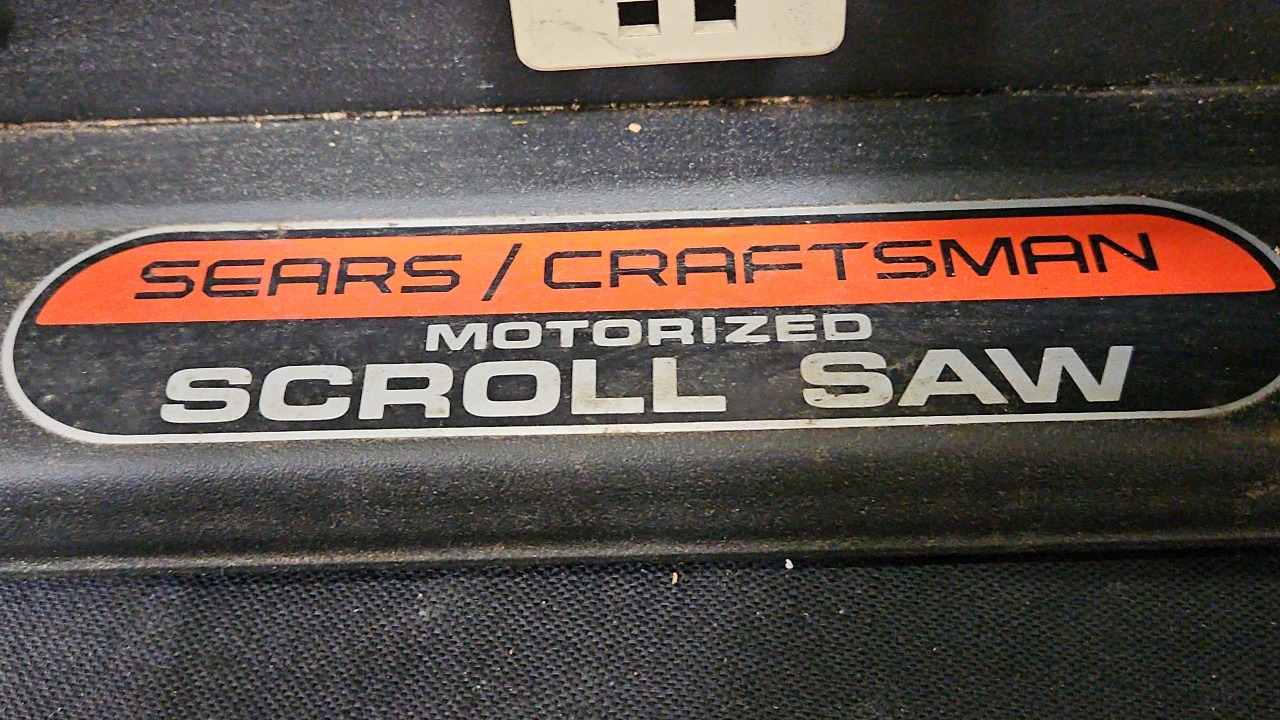 SEARS / CRAFTSMAN
MOTORIZED
SCROLL SAW